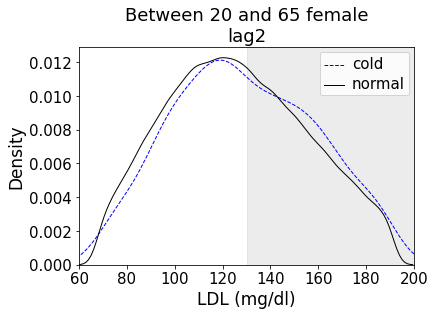 Between 20 and 65 female
lag2
cold
normal
0.012
0.010
0.008
0.006
0.004
0.002
0.000
Density
60 80 100 120 140 160 180 200
LDL (mg/dl)